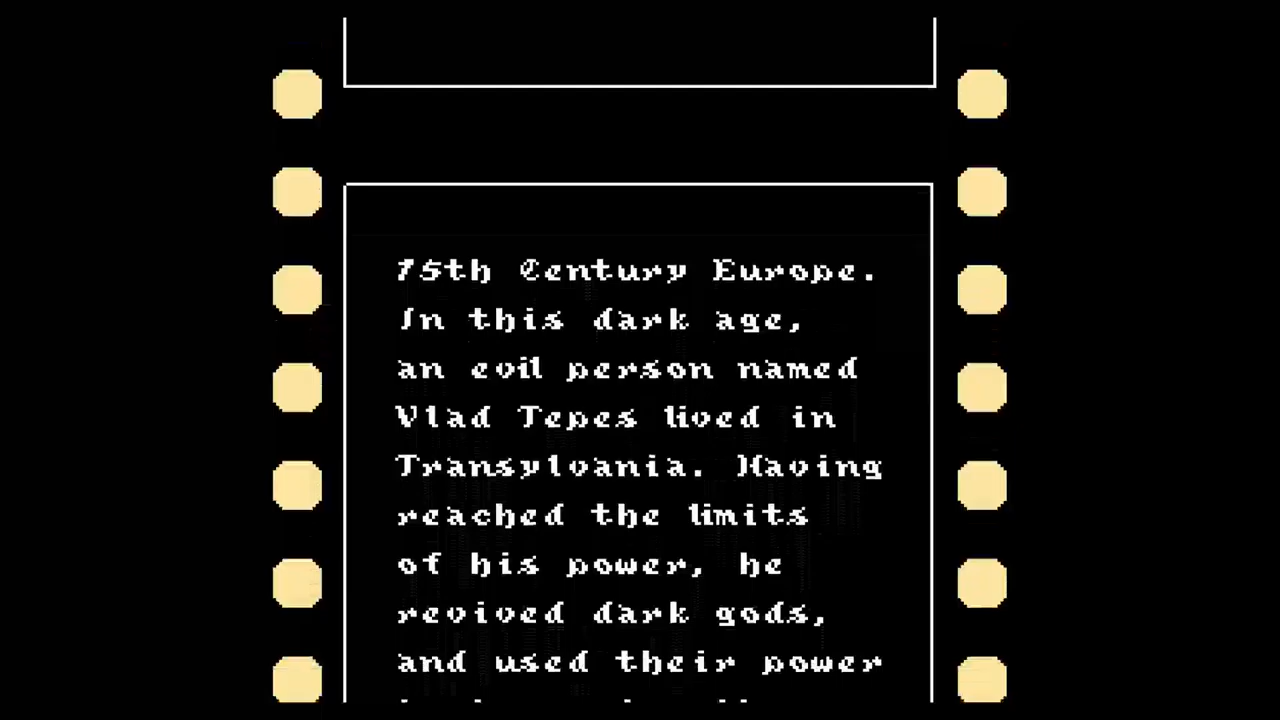 15th Century Europe.
In this dark age,
an evil person named
Vlad Tepes lived in
Transylvania. Having
reached the limits
of his power, he
revived dark gods,
and used their power